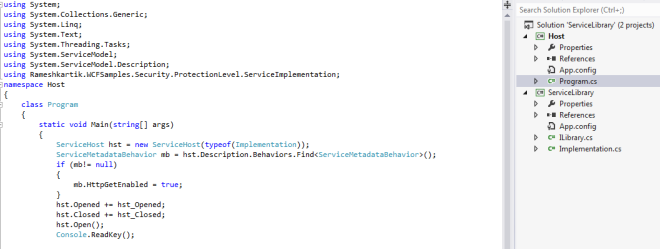 using System;
using System.Collections.Generic;
using System.Linq;
using System.Text;
using System.Threading.Tasks;
using System.ServiceModel;
using System.ServiceModel.Description;
using Rameshkartik.WCFSamples.Security.ProtectionLevel.ServiceImplementation;
namespace Host
{
class Program
{
static void Main(string[] args)
{
ServiceHost hst = new ServiceHost(typeof(Implementation));
ServiceMetadataBehavior mb = hst.Description.Behaviors.Find<ServiceMetadataBehavior>();
if (mb!= null)
{
mb.HttpGetEnabled = true;
}
hst.Opened += hst_Opened;
hst.Closed += hst_Closed;
hst.Open();
Console.ReadKey();
Search Solution Explorer (Ctrl+;)
Solution 'ServiceLibrary' (2 projects)
Host
Properties
References
App.config
Program.cs
ServiceLibrary
Properties
References
App.config
ILibrary.cs
Implementation.cs